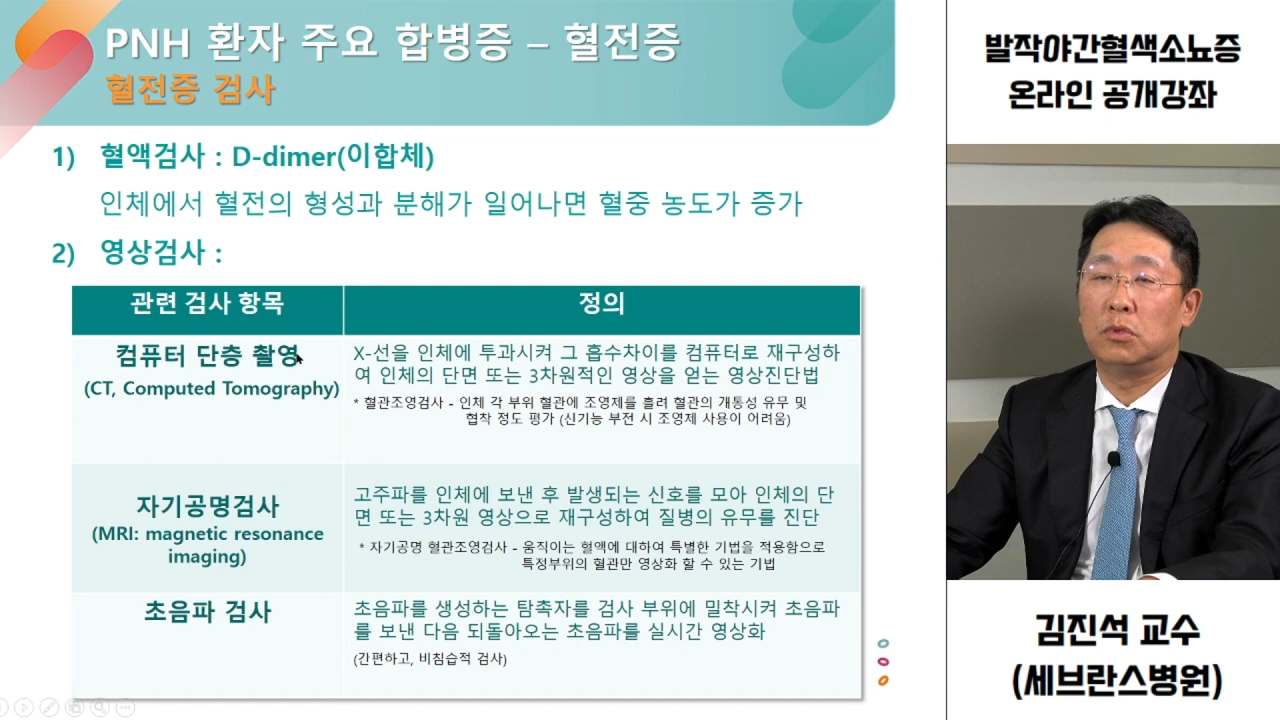 PNH 환자 주요 합병증 – 혈전증
혈전증 검사
1) 혈액검사 : D-dimer(이합체)
인체에서 혈전의 형성과 분해가 일어나면 혈중 농도가 증가
2) 영상검사 :
관련 검사 항목
정의
컴퓨터 단층 촬영
(CT, Computed Tomography)
X-선을 인체에 투과시켜 그 흡수차이를 컴퓨터로 재구성하
여 인체의 단면 또는 3차원적인 영상을 얻는 영상진단법
* 혈관조영검사 - 인체 각 부위 혈관에 조영제를 흘려 혈관의 개통성 유무 및
협착 정도 평가 (신기능 부전 시 조영제 사용이 어려움)
자기공명검사
(MRI: magnetic resonance
imaging)
고주파를 인체에 보낸 후 발생되는 신호를 모아 인체의 단
면 또는 3차원 영상으로 재구성하여 질병의 유무를 진단
* 자기공명 혈관조영검사 - 움직이는 혈액에 대하여 특별한 기법을 적용함으로
특정부위의 혈관만 영상화 할 수 있는 기법
초음파 검사
초음파를 생성하는 탐촉자를 검사 부위에 밀착시켜 초음파
를 보낸 다음 되돌아오는 초음파를 실시간 영상화
(간편하고, 비침습적 검사)
발작야간혈색소뇨증
온라인 공개강좌
김진석 교수
(세브란스병원)